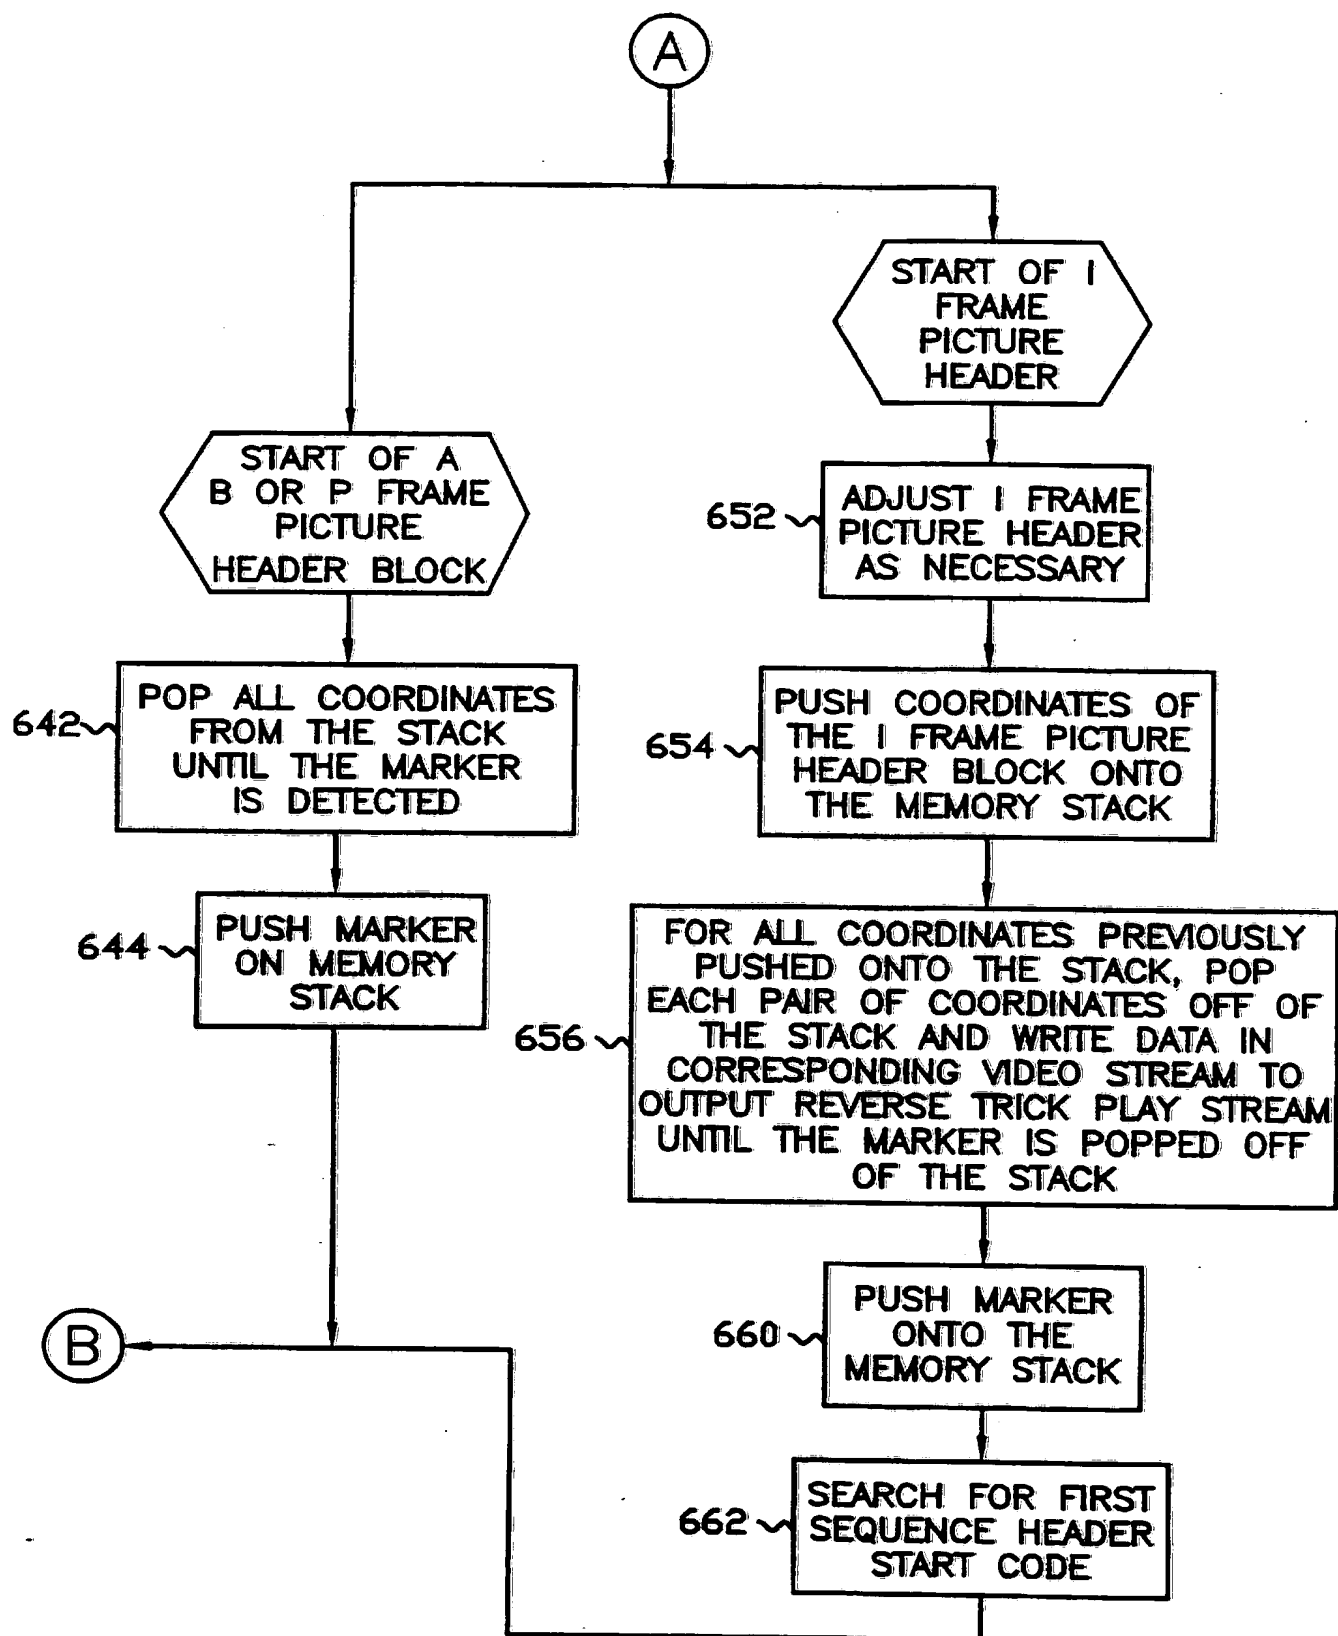 A
START OF I
FRAME
PICTURE
HEADER
START OF A
B OR P FRAME
PICTURE
HEADER BLOCK
652
ADJUST I FRAME
PICTURE HEADER
AS NECESSARY
642
POP ALL COORDINATES
FROM THE STACK
UNTIL THE MARKER
IS DETECTED
654
PUSH COORDINATES OF
THE I FRAME PICTURE
HEADER BLOCK ONTO
THE MEMORY STACK
644
PUSH MARKER
ON MEMORY
STACK
656
FOR ALL COORDINATES PREVIOUSLY
PUSHED ONTO THE STACK, POP
EACH PAIR OF COORDINATES OFF OF
THE STACK AND WRITE DATA IN
CORRESPONDING VIDEO STREAM TO
OUTPUT REVERSE TRICK PLAY STREAM
UNTIL THE MARKER IS POPPED OFF
OF THE STACK
B
660
PUSH MARKER
ONTO THE
MEMORY STACK
662
SEARCH FOR FIRST
SEQUENCE HEADER
START CODE